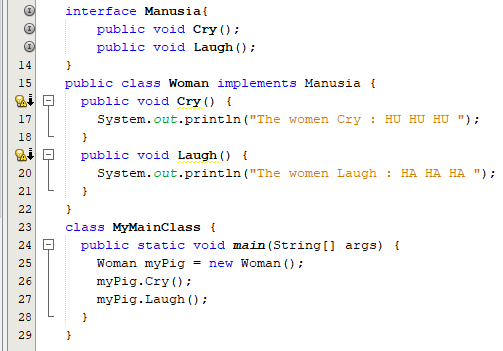 interface Manusia{
public void Cry();
public void Laugh();
14 }
15 public class Woman implements Manusia {
public void Cry() {
17 System.out.println("The women Cry : HU HU HU ");
18 }
public void Laugh() {
20 System.out.println("The women Laugh : HA HA HA ");
21 }
22 }
23 class MyMainClass {
24 public static void main(String[] args) {
25 Woman myPig = new Woman();
26 myPig.Cry();
27 myPig.Laugh();
28 }
29 }